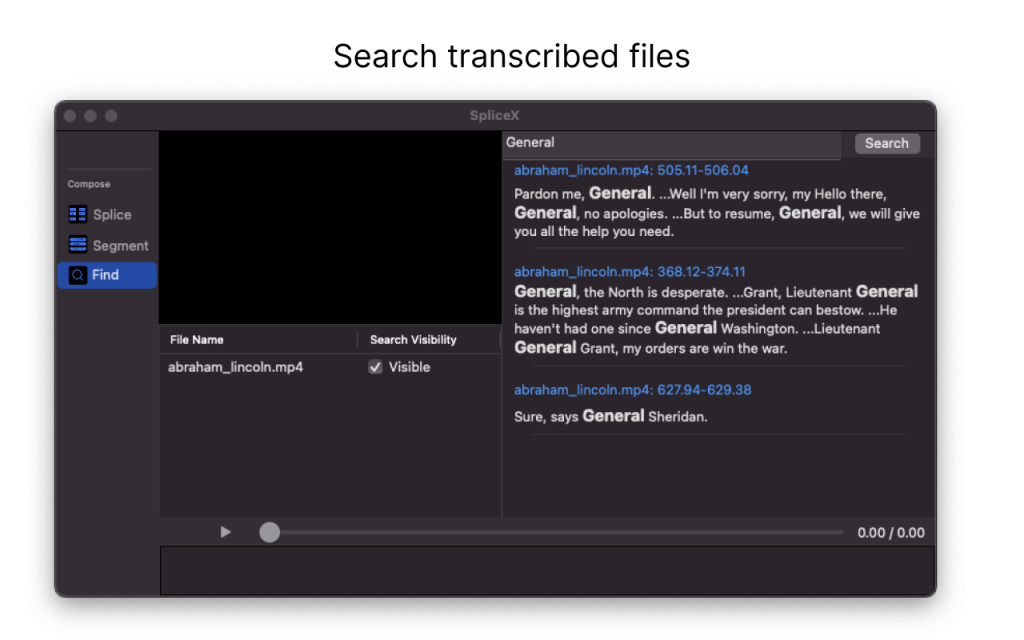 Search transcribed files
SpliceX
Compose
Splice
Segment
Find
File Name
Search Visibility
abraham_lincoln.mp4
Visible
General
Search
abraham_lincoln.mp4: 505.11-506.04
Pardon me, General. ...Well I'm very sorry, my Hello there,
General, no apologies. ...But to resume, General, we will give
you all the help you need.
abraham_lincoln.mp4: 368.12-374.11
General, the North is desperate. ...Grant, Lieutenant General
is the highest army command the president can bestow. ...He
haven't had one since General Washington. ...Lieutenant
General Grant, my orders are win the war.
abraham_lincoln.mp4: 627.94-629.38
Sure, says General Sheridan.
0.00 / 0.00